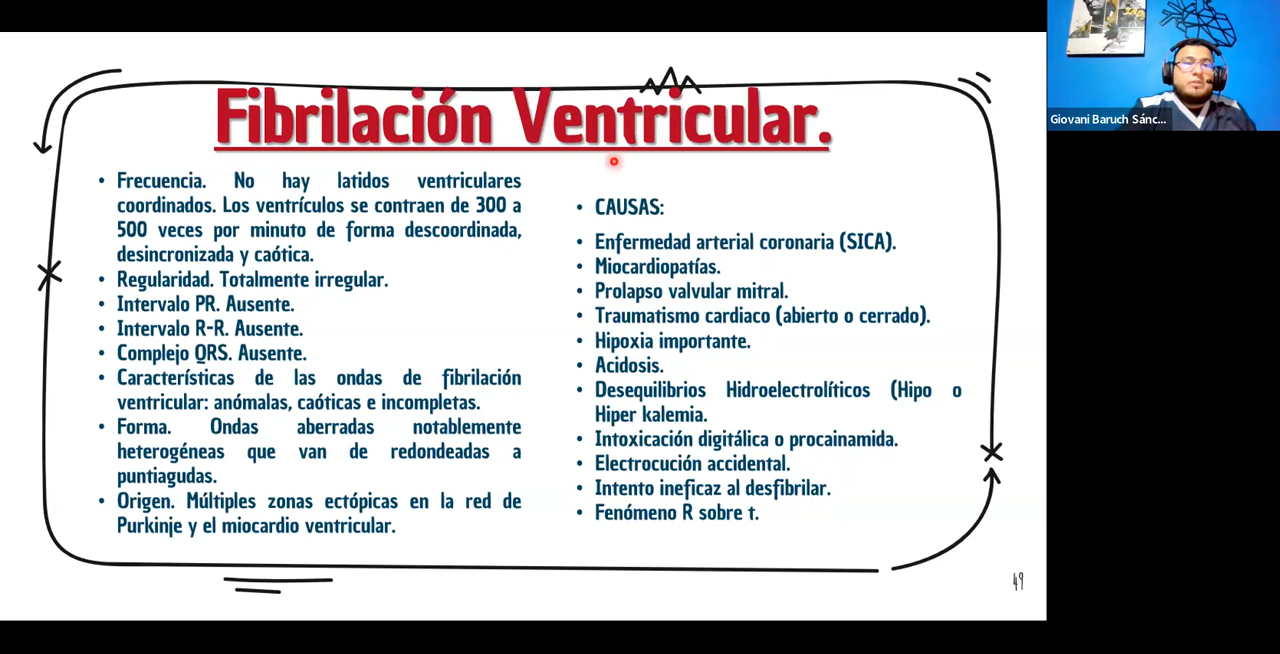 Fibrilación Ventricular.
• Frecuencia. No hay latidos ventriculares
coordinados. Los ventrículos se contraen de 300 a
500 veces por minuto de forma descoordinada,
desincronizada y caótica.
• Regularidad. Totalmente irregular.
• Intervalo PR. Ausente.
• Intervalo R-R. Ausente.
• Complejo QRS. Ausente.
• Características de las ondas de fibrilación
ventricular: anómalas, caóticas e incompletas.
• Forma. Ondas aberradas notablemente
heterogéneas que van de redondeadas a
puntiagudas.
• Origen. Múltiples zonas ectópicas en la red de
Purkinje y el miocardio ventricular.
• CAUSAS:
• Enfermedad arterial coronaria (SICA).
• Miocardiopatías.
• Prolapso valvular mitral.
• Traumatismo cardiaco (abierto o cerrado).
• Hipoxia importante.
• Acidosis.
• Desequilibrios Hidroelectrolíticos (Hipo o
Hiper kalemia.
• Intoxicación digitálica o procainamida.
• Electrocución accidental.
• Intento ineficaz al desfibrilar.
• Fenómeno R sobre t.
49
Giovani Baruch Sánc...